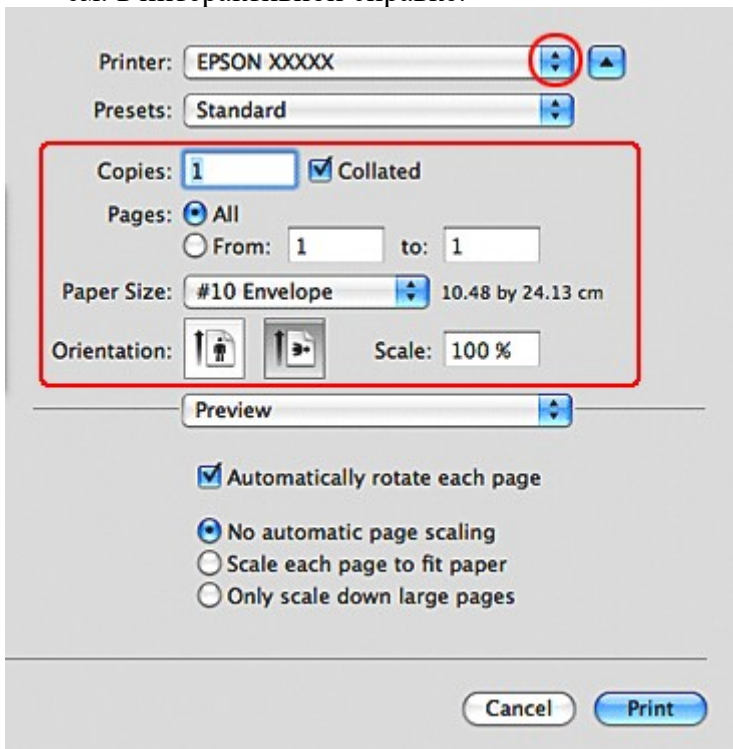 Printer: EPSON XXXXX
Presets: Standard
Copies: 1 Collated
Pages: All
From: 1 to: 1
Paper Size: #10 Envelope 10.48 by 24.13 cm
Orientation: Scale: 100 %
Preview
Automatically rotate each page
No automatic page scaling
Scale each page to fit paper
Only scale down large pages
Cancel Print